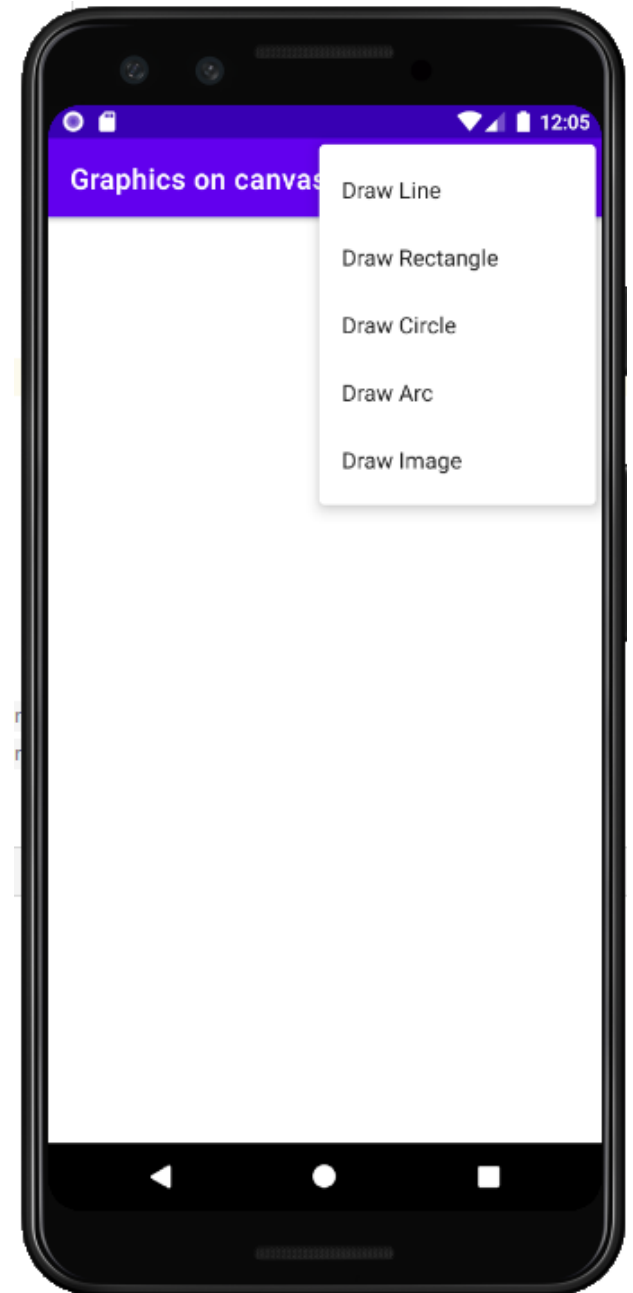 12:05
Graphics on canvas
Draw Line
Draw Rectangle
Draw Circle
Draw Arc
Draw Image
r
r